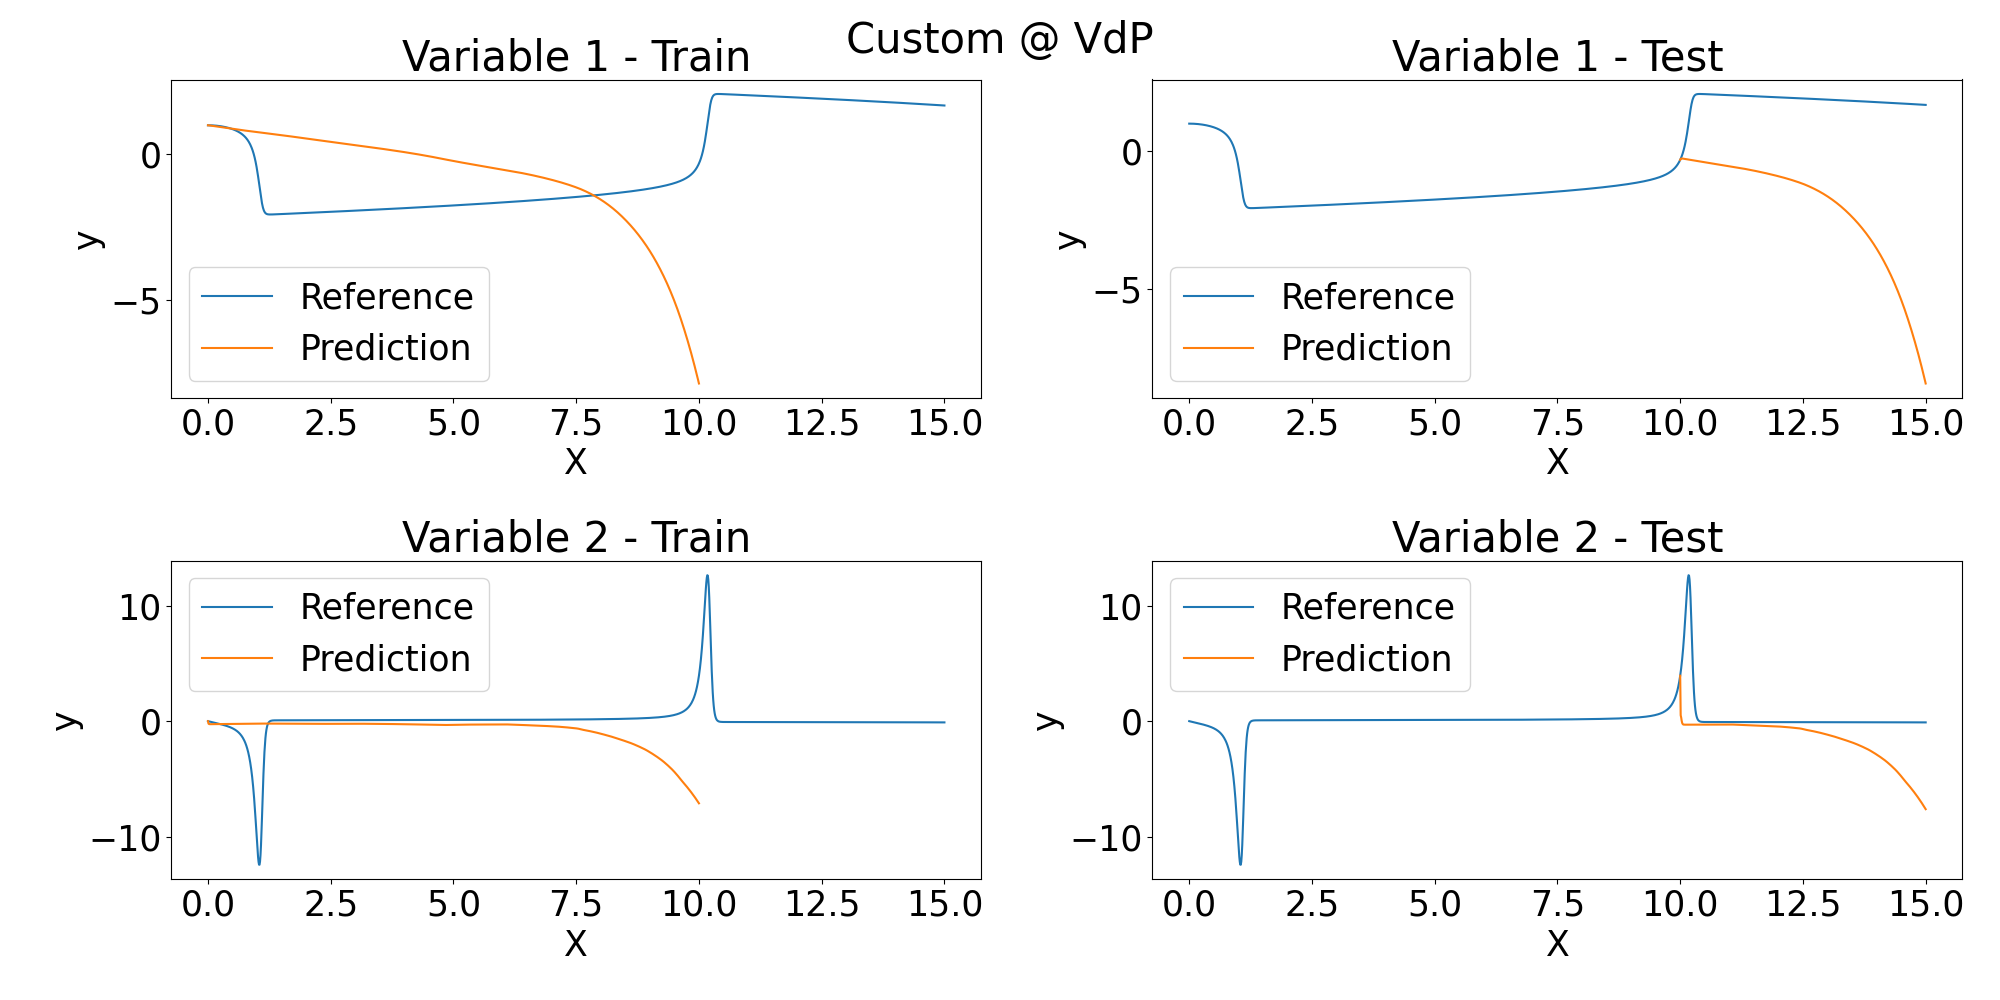 Custom @ VdP
Variable 1 - Train
0
−5
y
Reference
Prediction
0.0 2.5 5.0 7.5 10.0 12.5 15.0
X
Variable 1 - Test
0
−5
y
Reference
Prediction
0.0 2.5 5.0 7.5 10.0 12.5 15.0
X
Variable 2 - Train
10
0
−10
y
Reference
Prediction
0.0 2.5 5.0 7.5 10.0 12.5 15.0
X
Variable 2 - Test
10
0
−10
y
Reference
Prediction
0.0 2.5 5.0 7.5 10.0 12.5 15.0
X